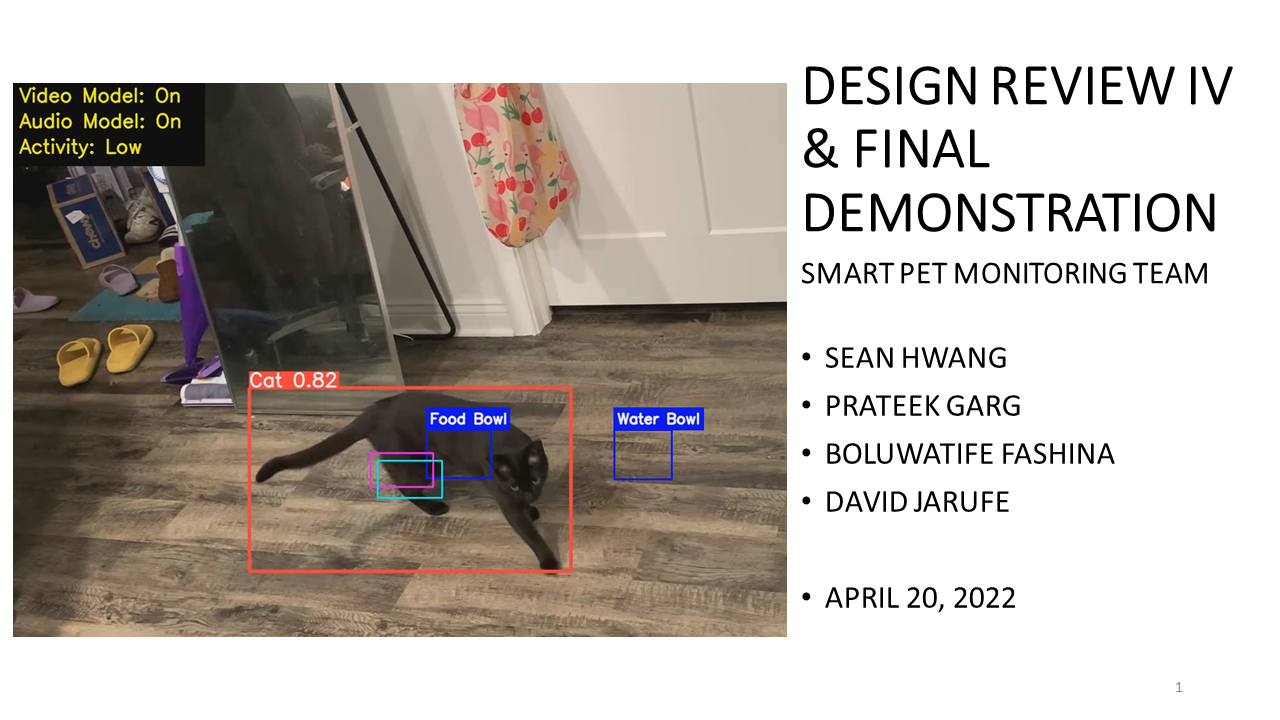 Video Model: On
Audio Model: On
Activity: Low
chewy
Cat 0.82
Food Bowl
Water Bowl
DESIGN REVIEW IV
& FINAL
DEMONSTRATION
SMART PET MONITORING TEAM
• SEAN HWANG
• PRATEEK GARG
• BOLUWATIFE FASHINA
• DAVID JARUFE
• APRIL 20, 2022
1